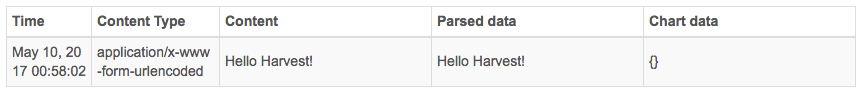 Time Content Type Content Parsed data Chart data
May 10, 20 application/x-www
17 00:58:02 -form-urlencoded Hello Harvest! Hello Harvest! {}